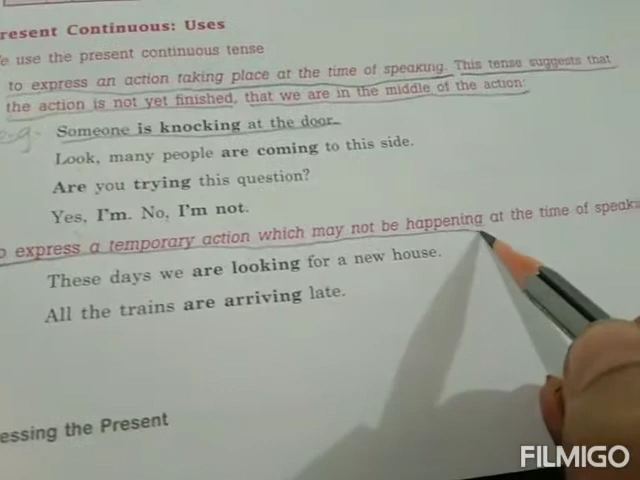 resent Continuous: Uses
e use the present continuous tense
to express an action taking place at the time of speaking. This tense suggests that
the action is not yet finished, that we are in the middle of the action:
e.g. Someone is knocking at the door.
Look, many people are coming to this side.
Are you trying this question?
Yes, I'm. No, I'm not.
o express a temporary action which may not be happening at the time of speak
These days we are looking for a new house.
All the trains are arriving late.
essing the Present
FILMIGO